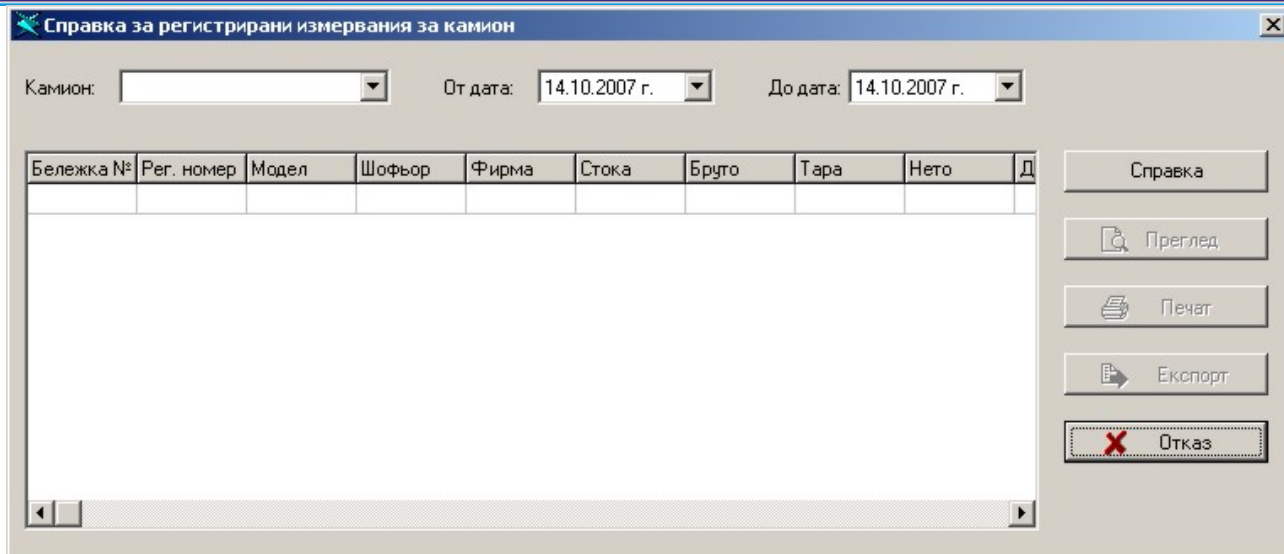 Справка за регистрирани измервания за камион
Камион: От дата: 14.10.2007 г. До дата: 14.10.2007 г.
Бележка № Рег. номер Модел Шофьор Фирма Стока Бруто Тара Нето Д
Справка
Преглед
Печат
Експорт
Отказ